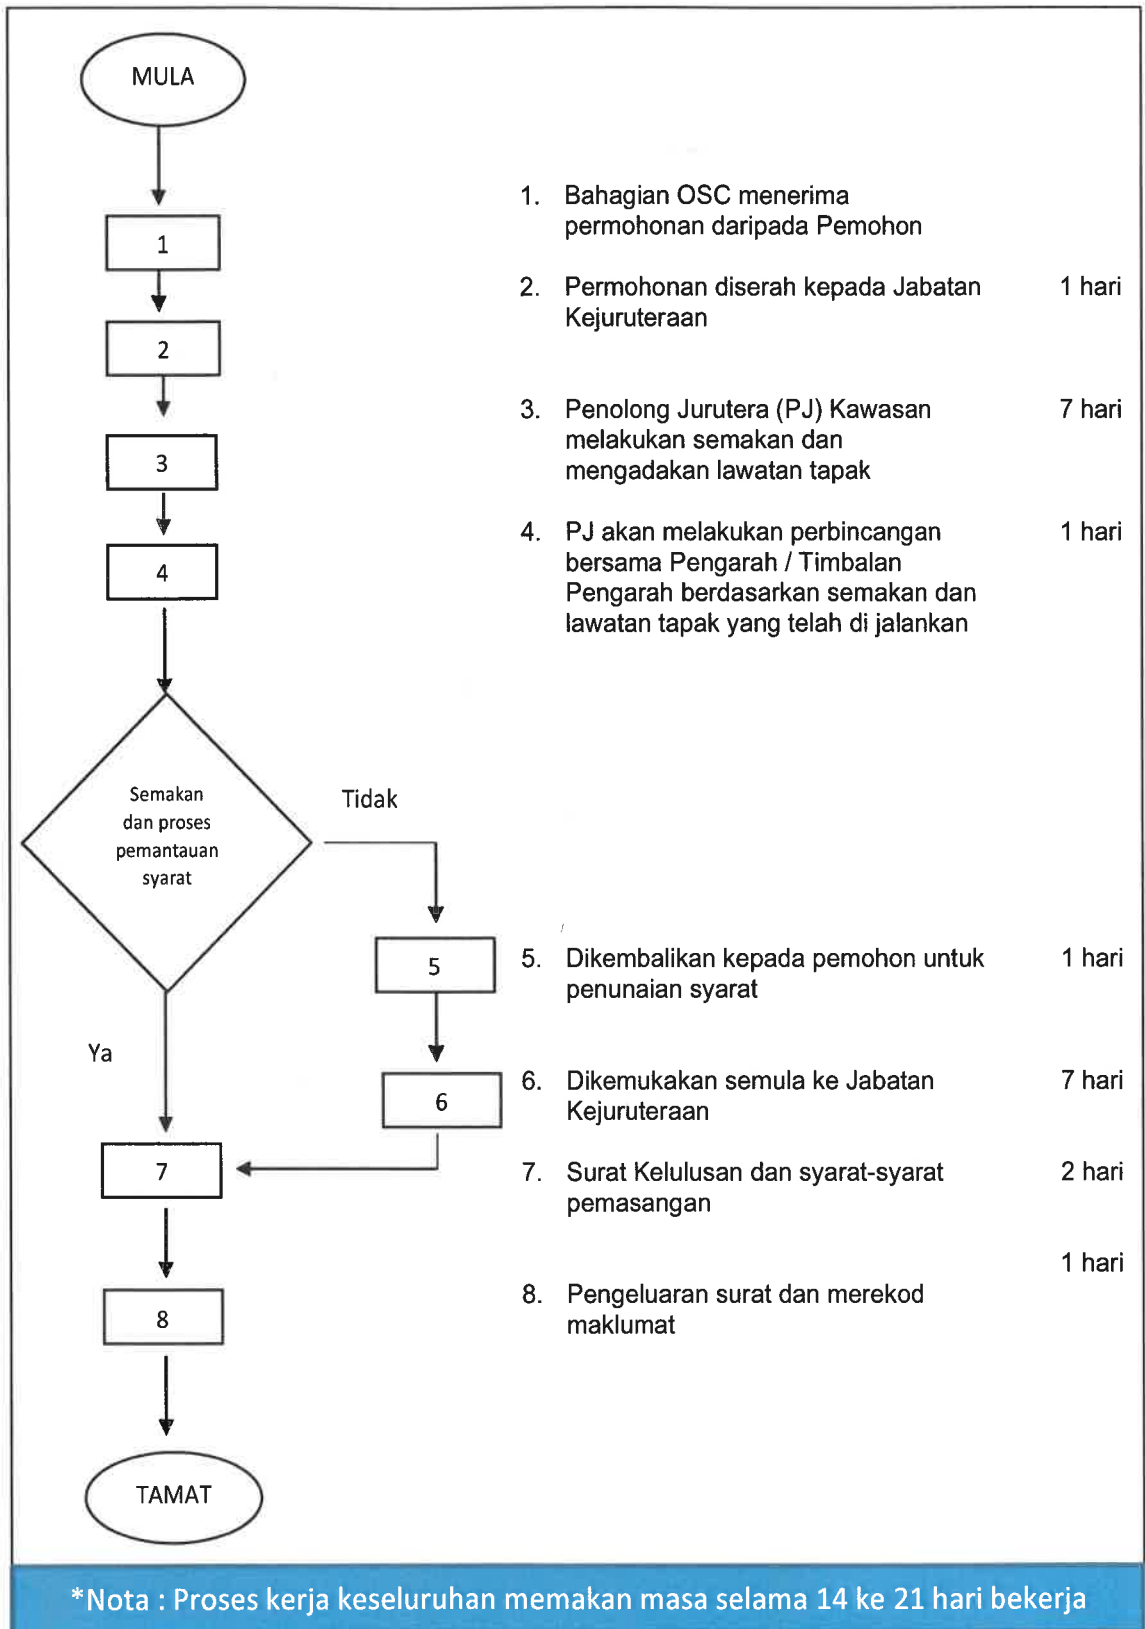 MULA
1
2
3
4
Semakan
dan proses
pemantauan
syarat
Tidak
Ya
5
6
7
8
TAMAT
1. Bahagian OSC menerima
permohonan daripada Pemohon
2. Permohonan diserah kepada Jabatan 1 hari
Kejuruteraan
3. Penolong Jurutera (PJ) Kawasan 7 hari
melakukan semakan dan
mengadakan lawatan tapak
4. PJ akan melakukan perbincangan 1 hari
bersama Pengarah / Timbalan
Pengarah berdasarkan semakan dan
lawatan tapak yang telah di jalankan
5. Dikembalikan kepada pemohon untuk 1 hari
penunaian syarat
6. Dikemukakan semula ke Jabatan 7 hari
Kejuruteraan
7. Surat Kelulusan dan syarat-syarat 2 hari
pemasangan
1 hari
8. Pengeluaran surat dan merekod
maklumat
*Nota : Proses kerja keseluruhan memakan masa selama 14 ke 21 hari bekerja